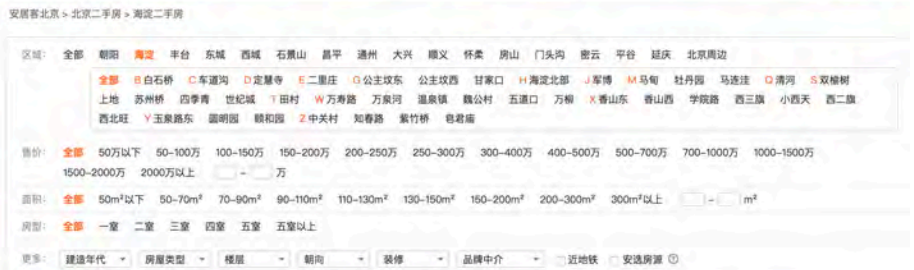 安居客北京 > 北京二手房 > 海淀二手房
区域: 全部 朝阳 海淀 丰台 东城 西城 石景山 昌平 通州 大兴 顺义 怀柔 房山 门头沟 密云 平谷 延庆 北京周边
全部 B 白石桥 C 车道沟 D 定慧寺 E 二里庄 G 公主坟东 公主坟西 甘家口 H 海淀北部 J 军博 M 马甸 牡丹园 马连洼 Q 清河 S 双榆树
上地 苏州桥 四季青 世纪城 T 田村 W 万寿路 万泉河 温泉镇 魏公村 五道口 万柳 X 香山东 香山西 学院路 西三旗 小西天 西二旗
西北旺 Y 玉泉路东 圆明园 颐和园 Z 中关村 知春路 紫竹桥 皂君庙
售价: 全部 50万以下 50-100万 100-150万 150-200万 200-250万 250-300万 300-400万 400-500万 500-700万 700-1000万 1000-1500万
1500-2000万 2000万以上 - 万
面积: 全部 50m²以下 50-70m² 70-90m² 90-110m² 110-130m² 130-150m² 150-200m² 200-300m² 300m²以上 - m²
房型: 全部 一室 二室 三室 四室 五室 五室以上
更多: 建造年代 房屋类型 楼层 朝向 装修 品牌中介 近地铁 安选房源 ?